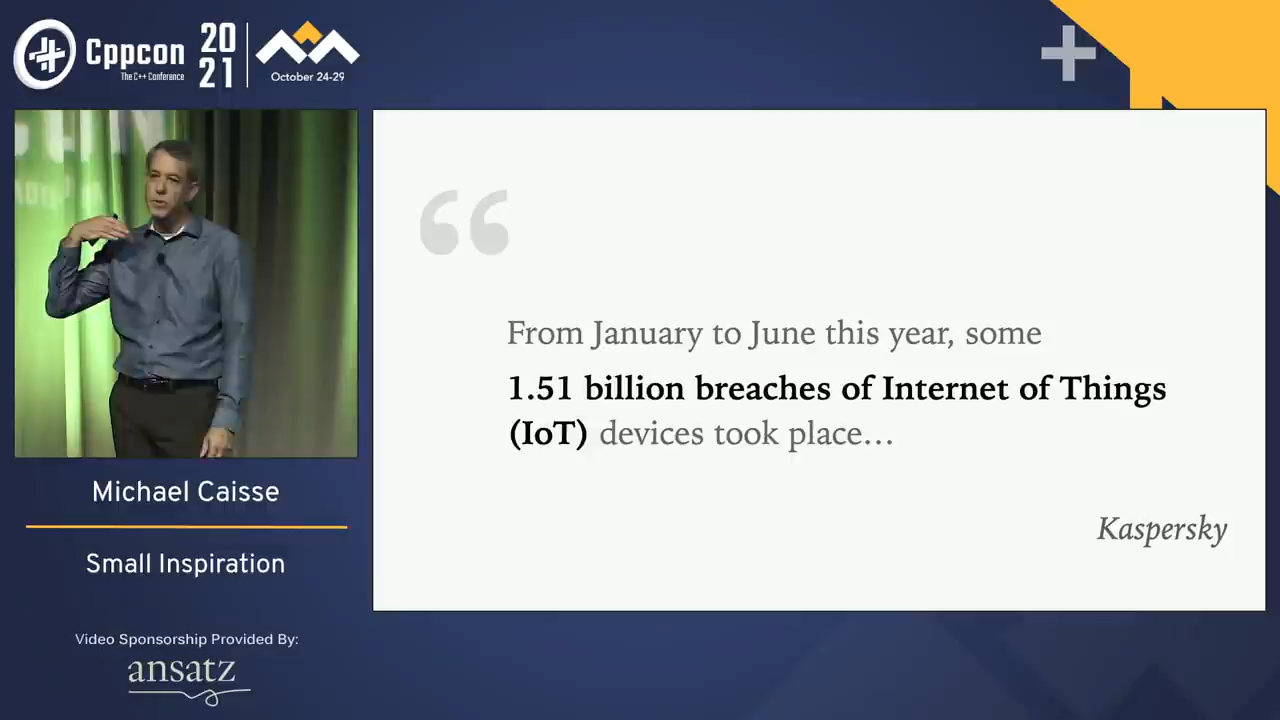 Cppcon
The C++ Conference
20
21
October 24-29
“
From January to June this year, some
1.51 billion breaches of Internet of Things
(IoT) devices took place...
Kaspersky
Michael Caisse
Small Inspiration
Video Sponsorship Provided By:
ansatz